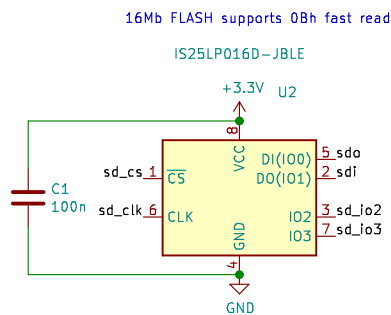 16Mb FLASH supports 0Bh fast read
IS25LP016D-JBLE
+3.3V
U2
8
VCC
DI(IO0) 5 sdo
sd_cs 1 CS
DO(IO1) 2 sdi
C1
100n
sd_clk 6 CLK
IO2 3 sd_io2
IO3 7 sd_io3
GND
4
GND